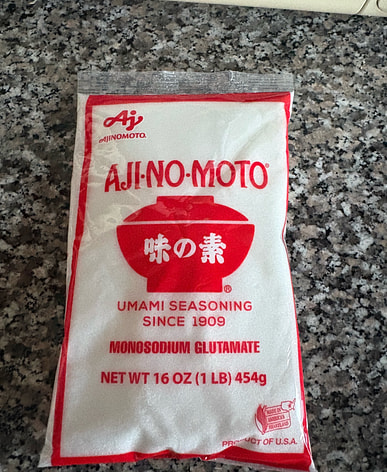 Aj
AJINOMOTO.
AJI-NO-MOTO®
味の素
®
UMAMI SEASONING
SINCE 1909
MONOSODIUM GLUTAMATE
NET WT 16 OZ (1 LB) 454g
PRODUCT OF U.S.A.